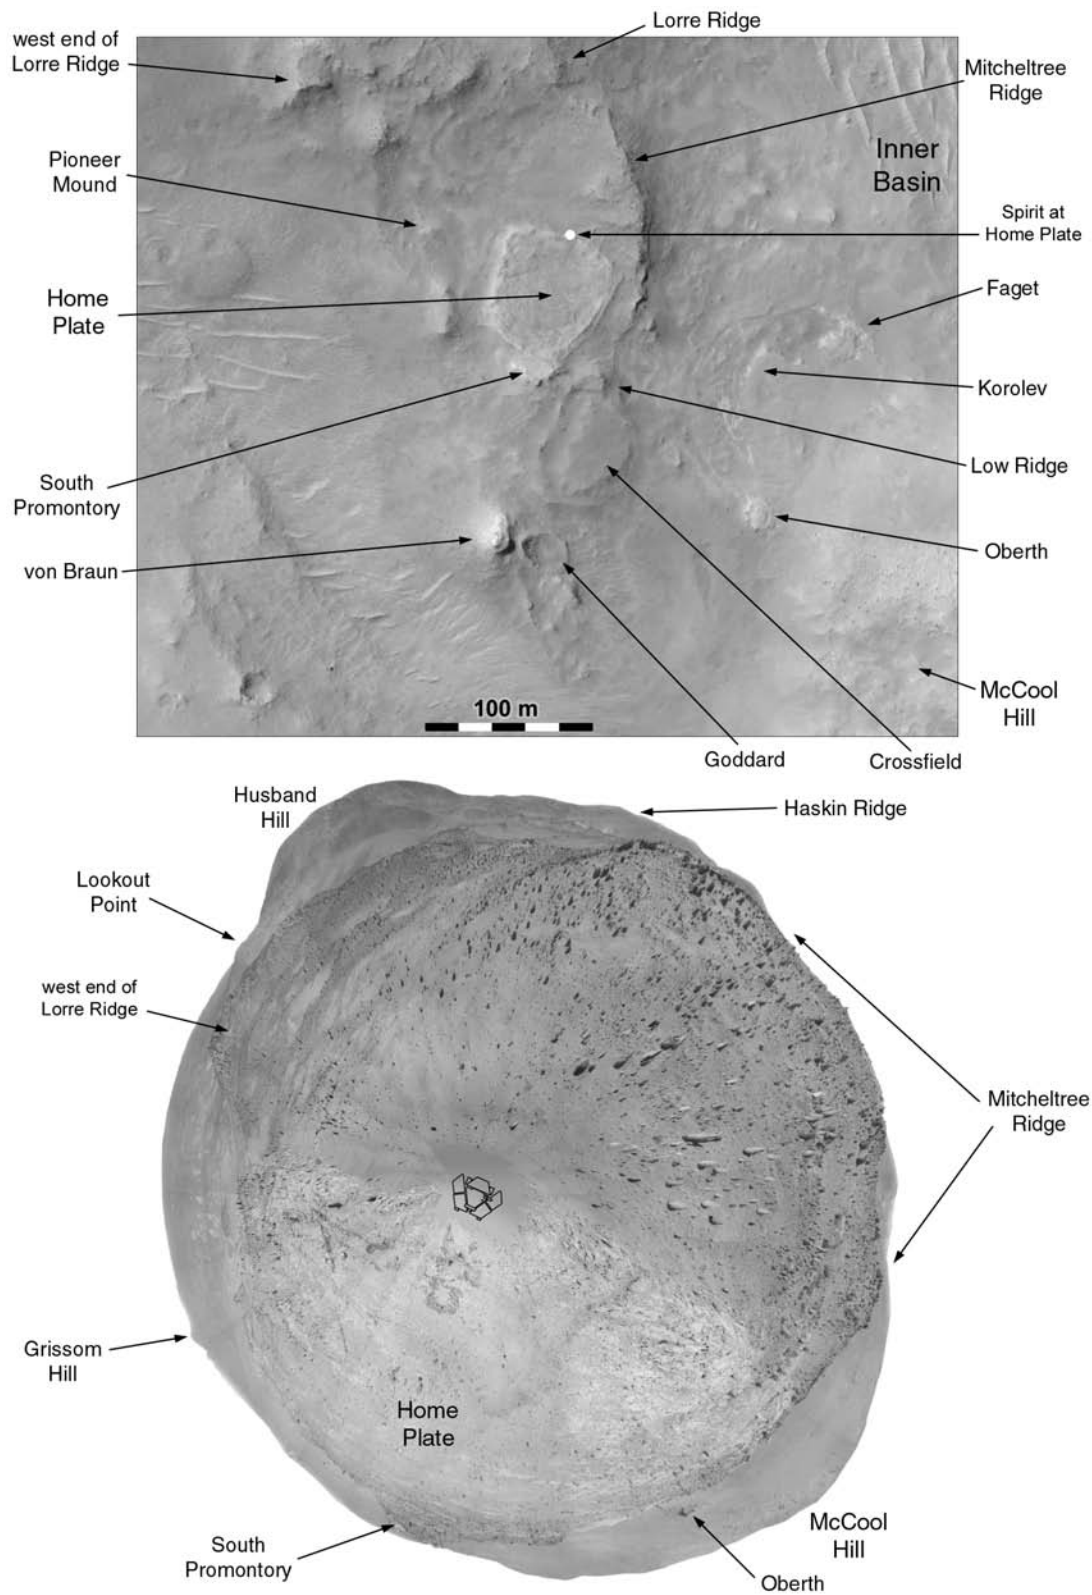 Lorre Ridge
west end of
Lorre Ridge
Mitcheltree
Ridge
Inner
Basin
Pioneer
Mound
Spirit at
Home Plate
Home
Plate
Faget
Korolev
South
Promontory
Low Ridge
von Braun
Oberth
McCool
Hill
100 m
Goddard
Crossfield
Husband
Hill
Haskin Ridge
Lookout
Point
west end of
Lorre Ridge
Mitcheltree
Ridge
Grissom
Hill
Home
Plate
South
Promontory
McCool
Hill
Oberth